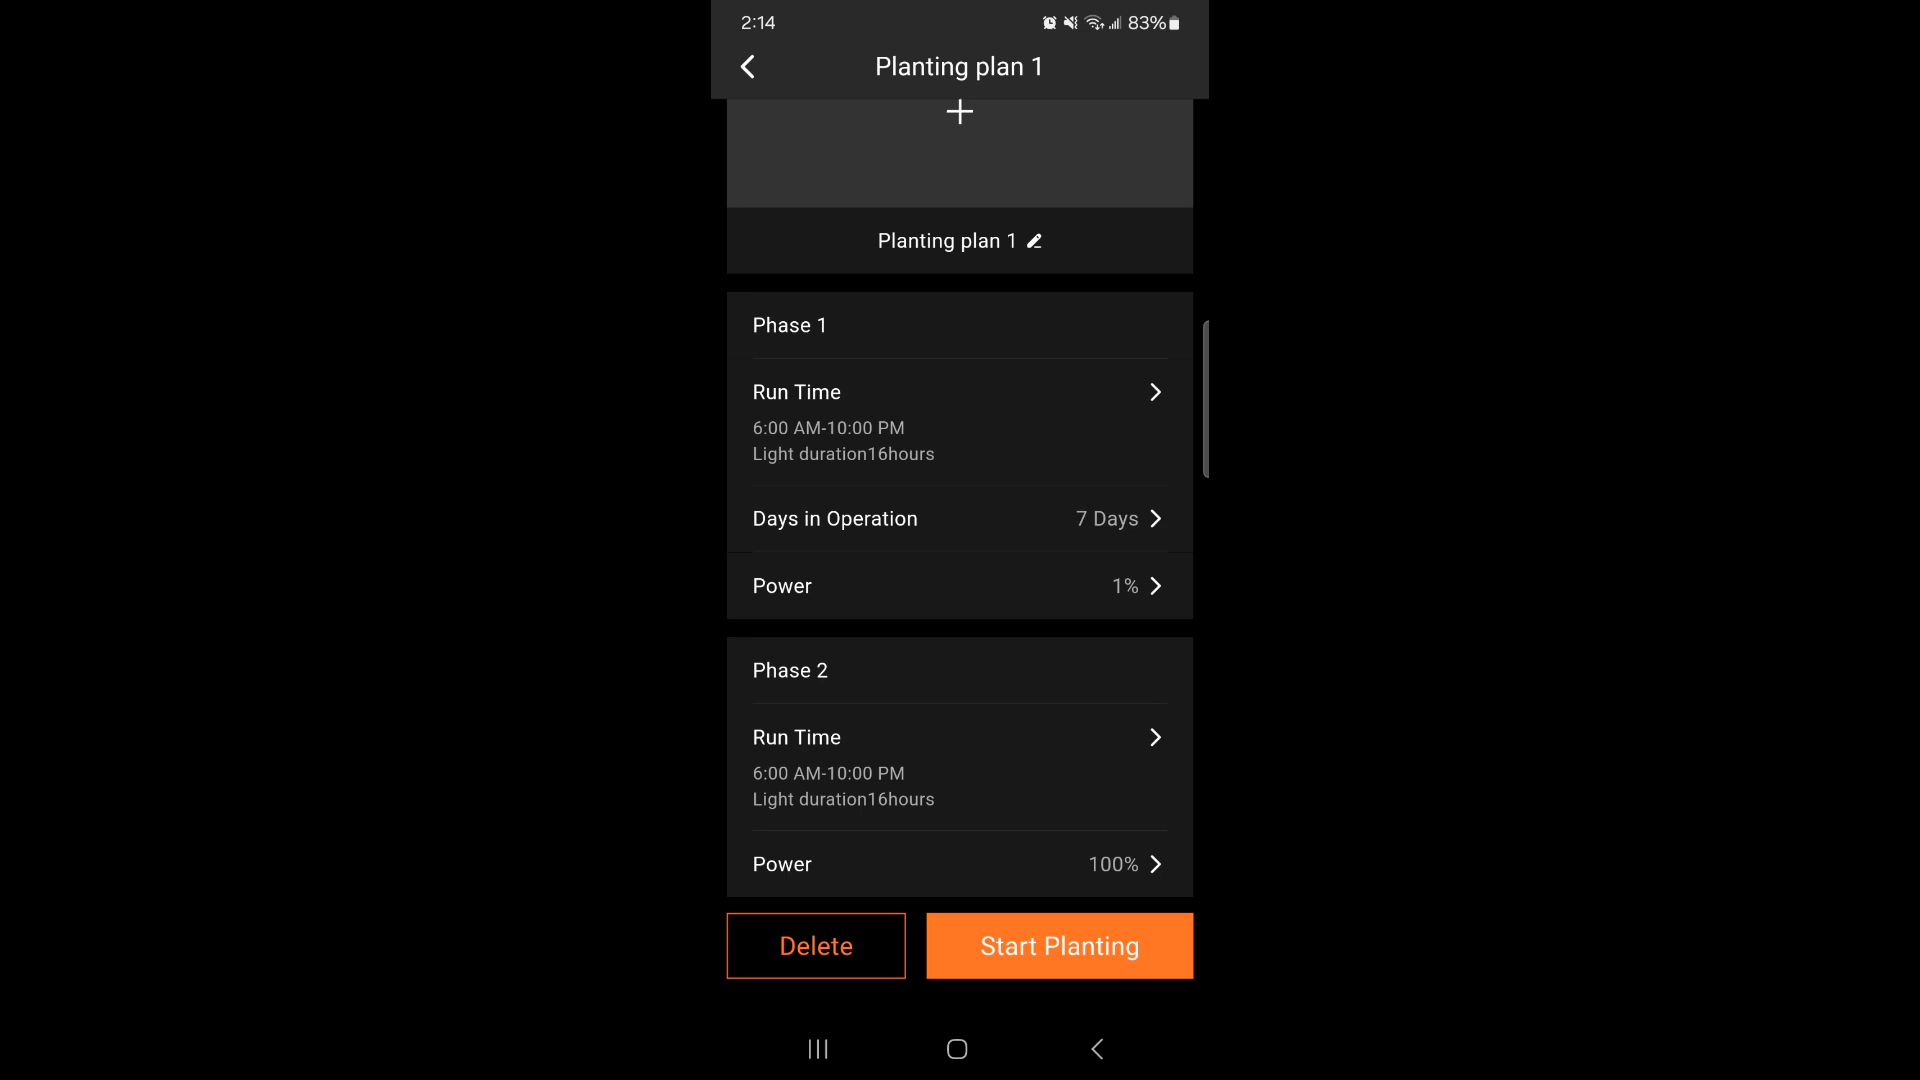 2:14
83%
Planting plan 1
Planting plan 1
Phase 1
Run Time
6:00 AM-10:00 PM
Light duration16hours
Days in Operation 7 Days
Power 1%
Phase 2
Run Time
6:00 AM-10:00 PM
Light duration16hours
Power 100%
Delete
Start Planting